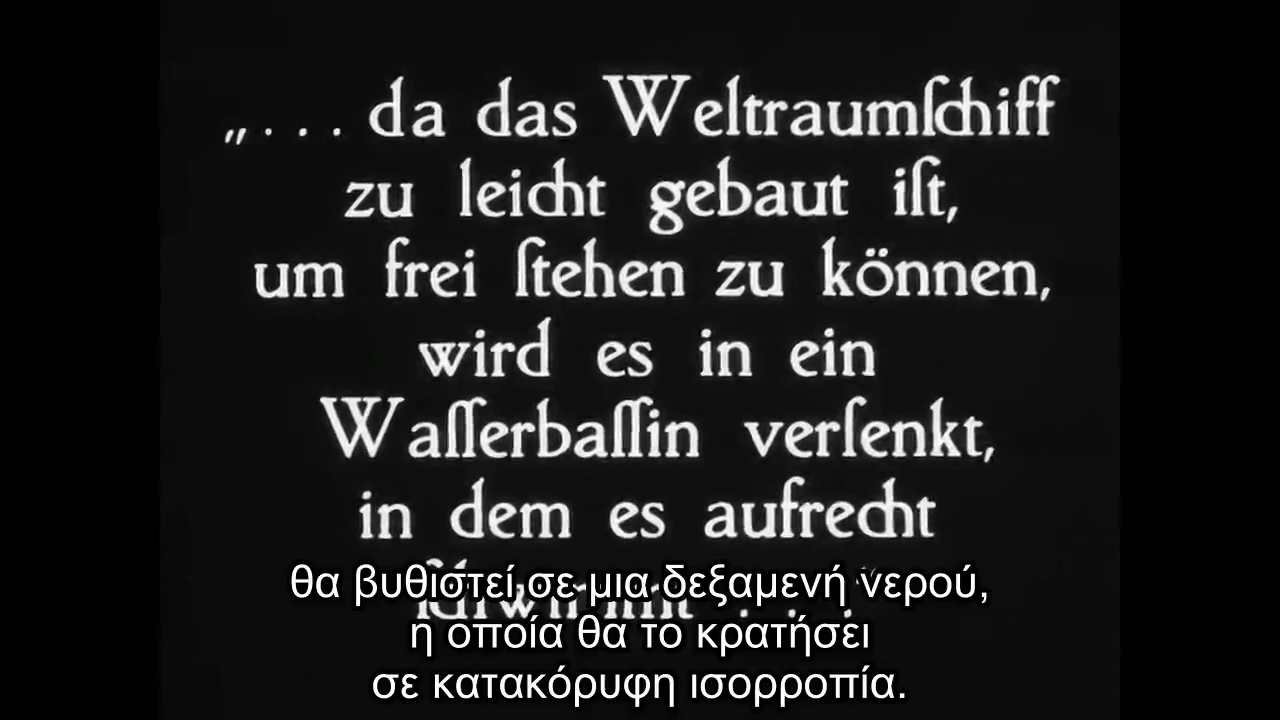 „. . . da das Weltraumſchiff
zu leicht gebaut iſt,
um frei ſtehen zu können,
wird es in ein
Waſſerbaſſin verſenkt,
in dem es aufrecht
θα βυθιστεί σε μια δεξαμενή νερού,
η οποία θα το κρατήσει
σε κατακόρυφη ισορροπία.